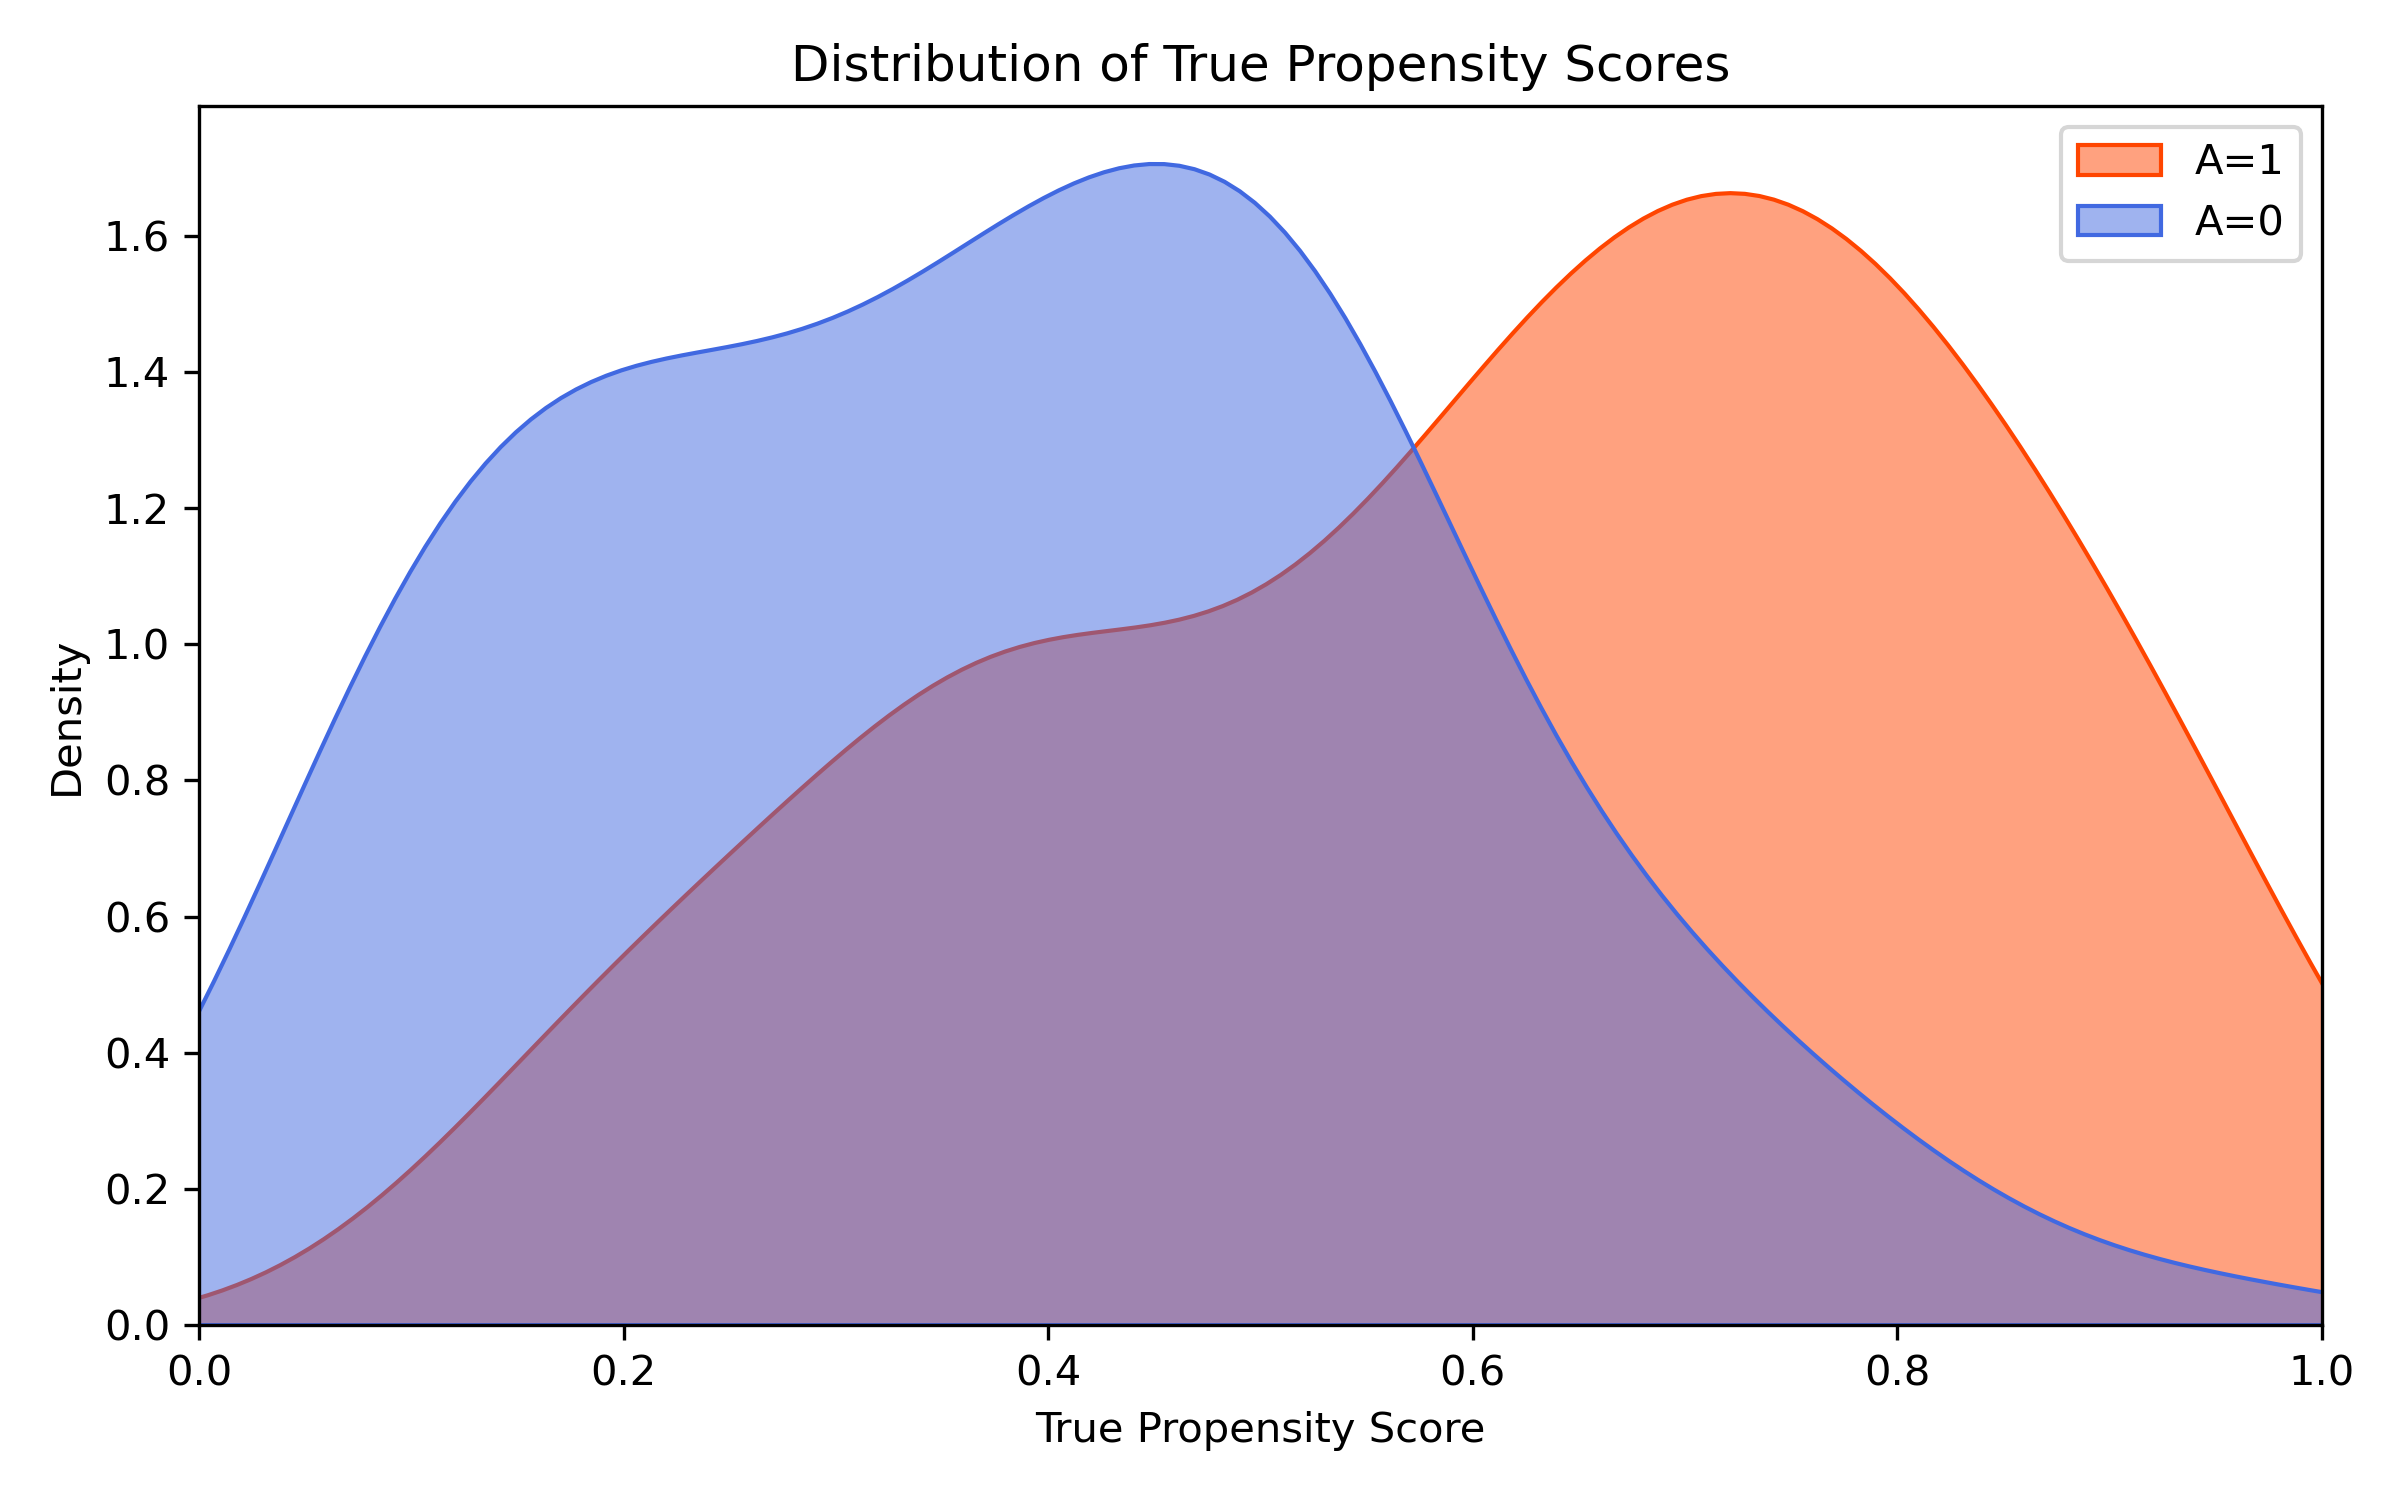 Distribution of True Propensity Scores
A=1
A=0
1.6
1.4
1.2
1.0
0.8
0.6
0.4
0.2
0.0
Density
0.0 0.2 0.4 0.6 0.8 1.0
True Propensity Score